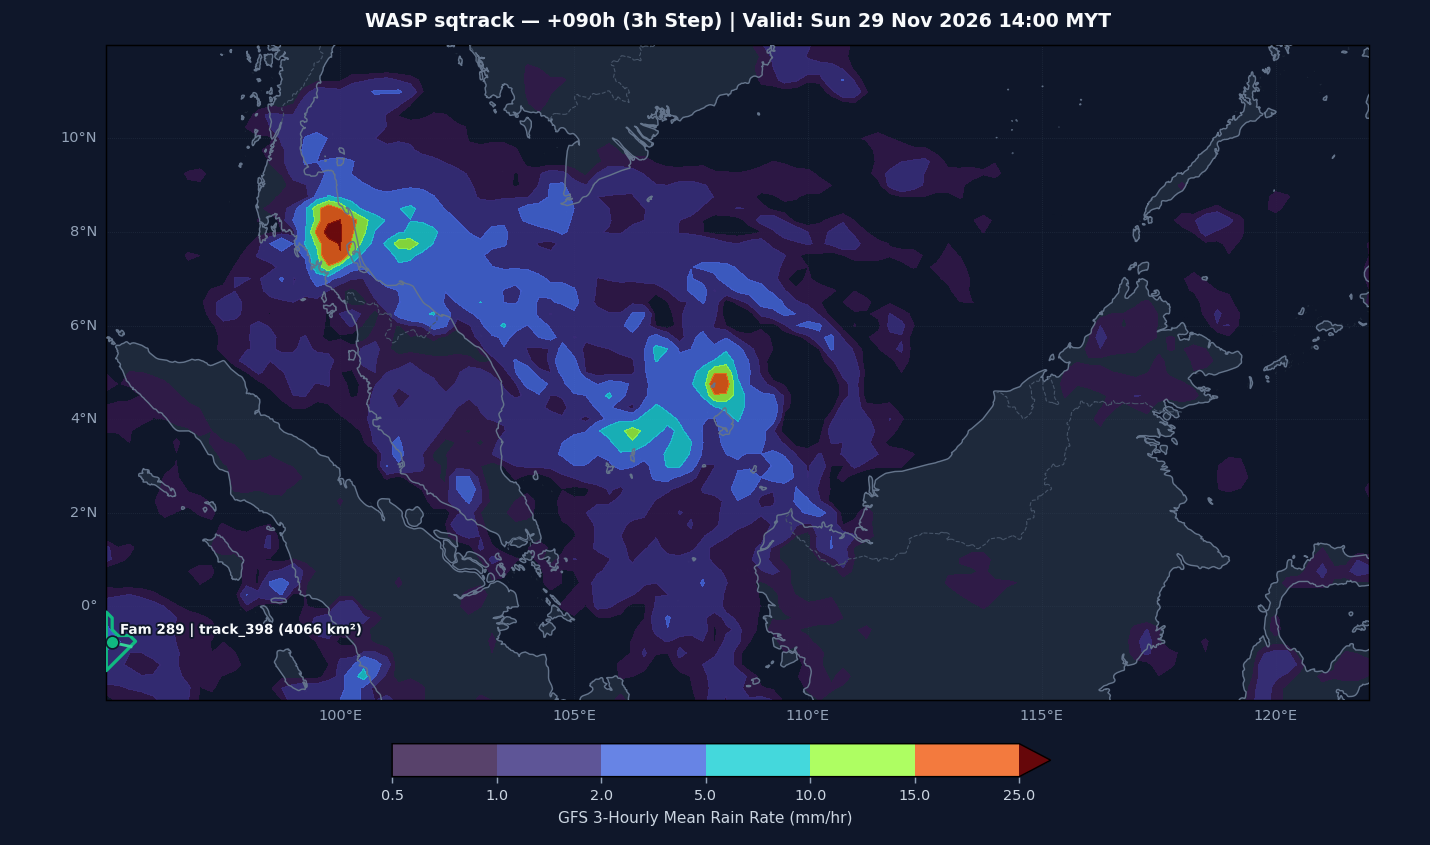 WASP sqtrack — +090h (3h Step) | Valid: Sun 29 Nov 2026 14:00 MYT
10°N
8°N
6°N
4°N
2°N
0°
Fam 289 | track_398 (4066 km²)
100°E 105°E 110°E 115°E 120°E
0.5 1.0 2.0 5.0 10.0 15.0 25.0
GFS 3-Hourly Mean Rain Rate (mm/hr)